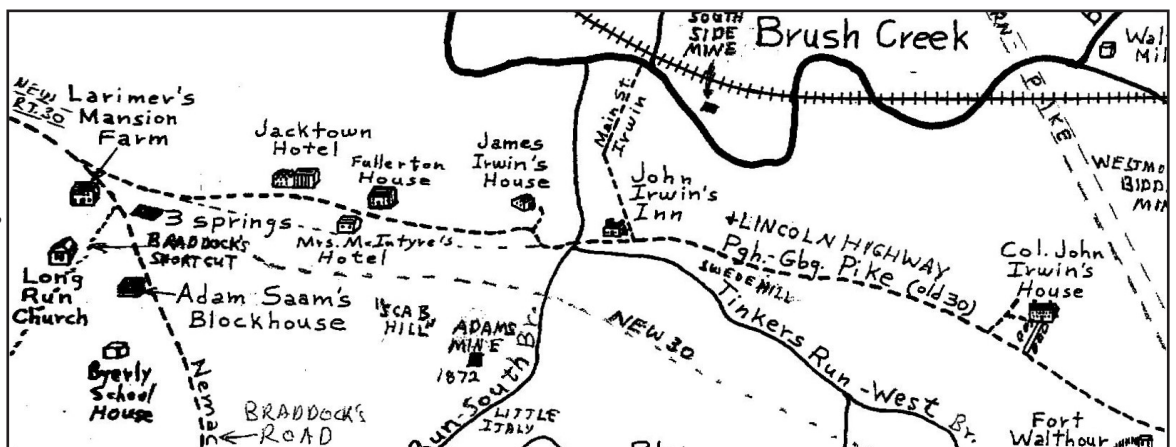 SOUTH
SIDE
MINE
Brush Creek
NEW
RT.30
Larimer's
Mansion
Farm
Jacktown
Hotel
Fullerton
House
James
Irwin's
House
Main St.
Irwin
PIKE
John
Irwin's
Inn
3 springs
BRADDOCK'S
SHORTCUT
Mrs. McIntyre's
Hotel
LINCOLN HIGHWAY
Pgh.-Gbg. Pike (old 30)
SWEDE HILL
Col. John
Irwin's
House
Long
Run
Church
Adam Saam's
Blockhouse
"SCAB
HILL"
ADAMS
MINE
1872
NEW 30
Tinkers Run - West Br.
Byerly
School
House
BRADDOCK'S
ROAD
Run-South Br.
LITTLE
ITALY
Fort
Walthour